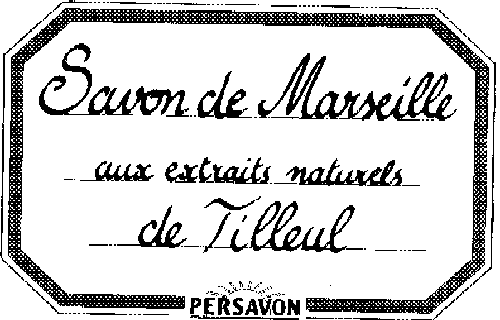 Savon de Marseille
aux extraits naturels
de Tilleul
PERSAVON